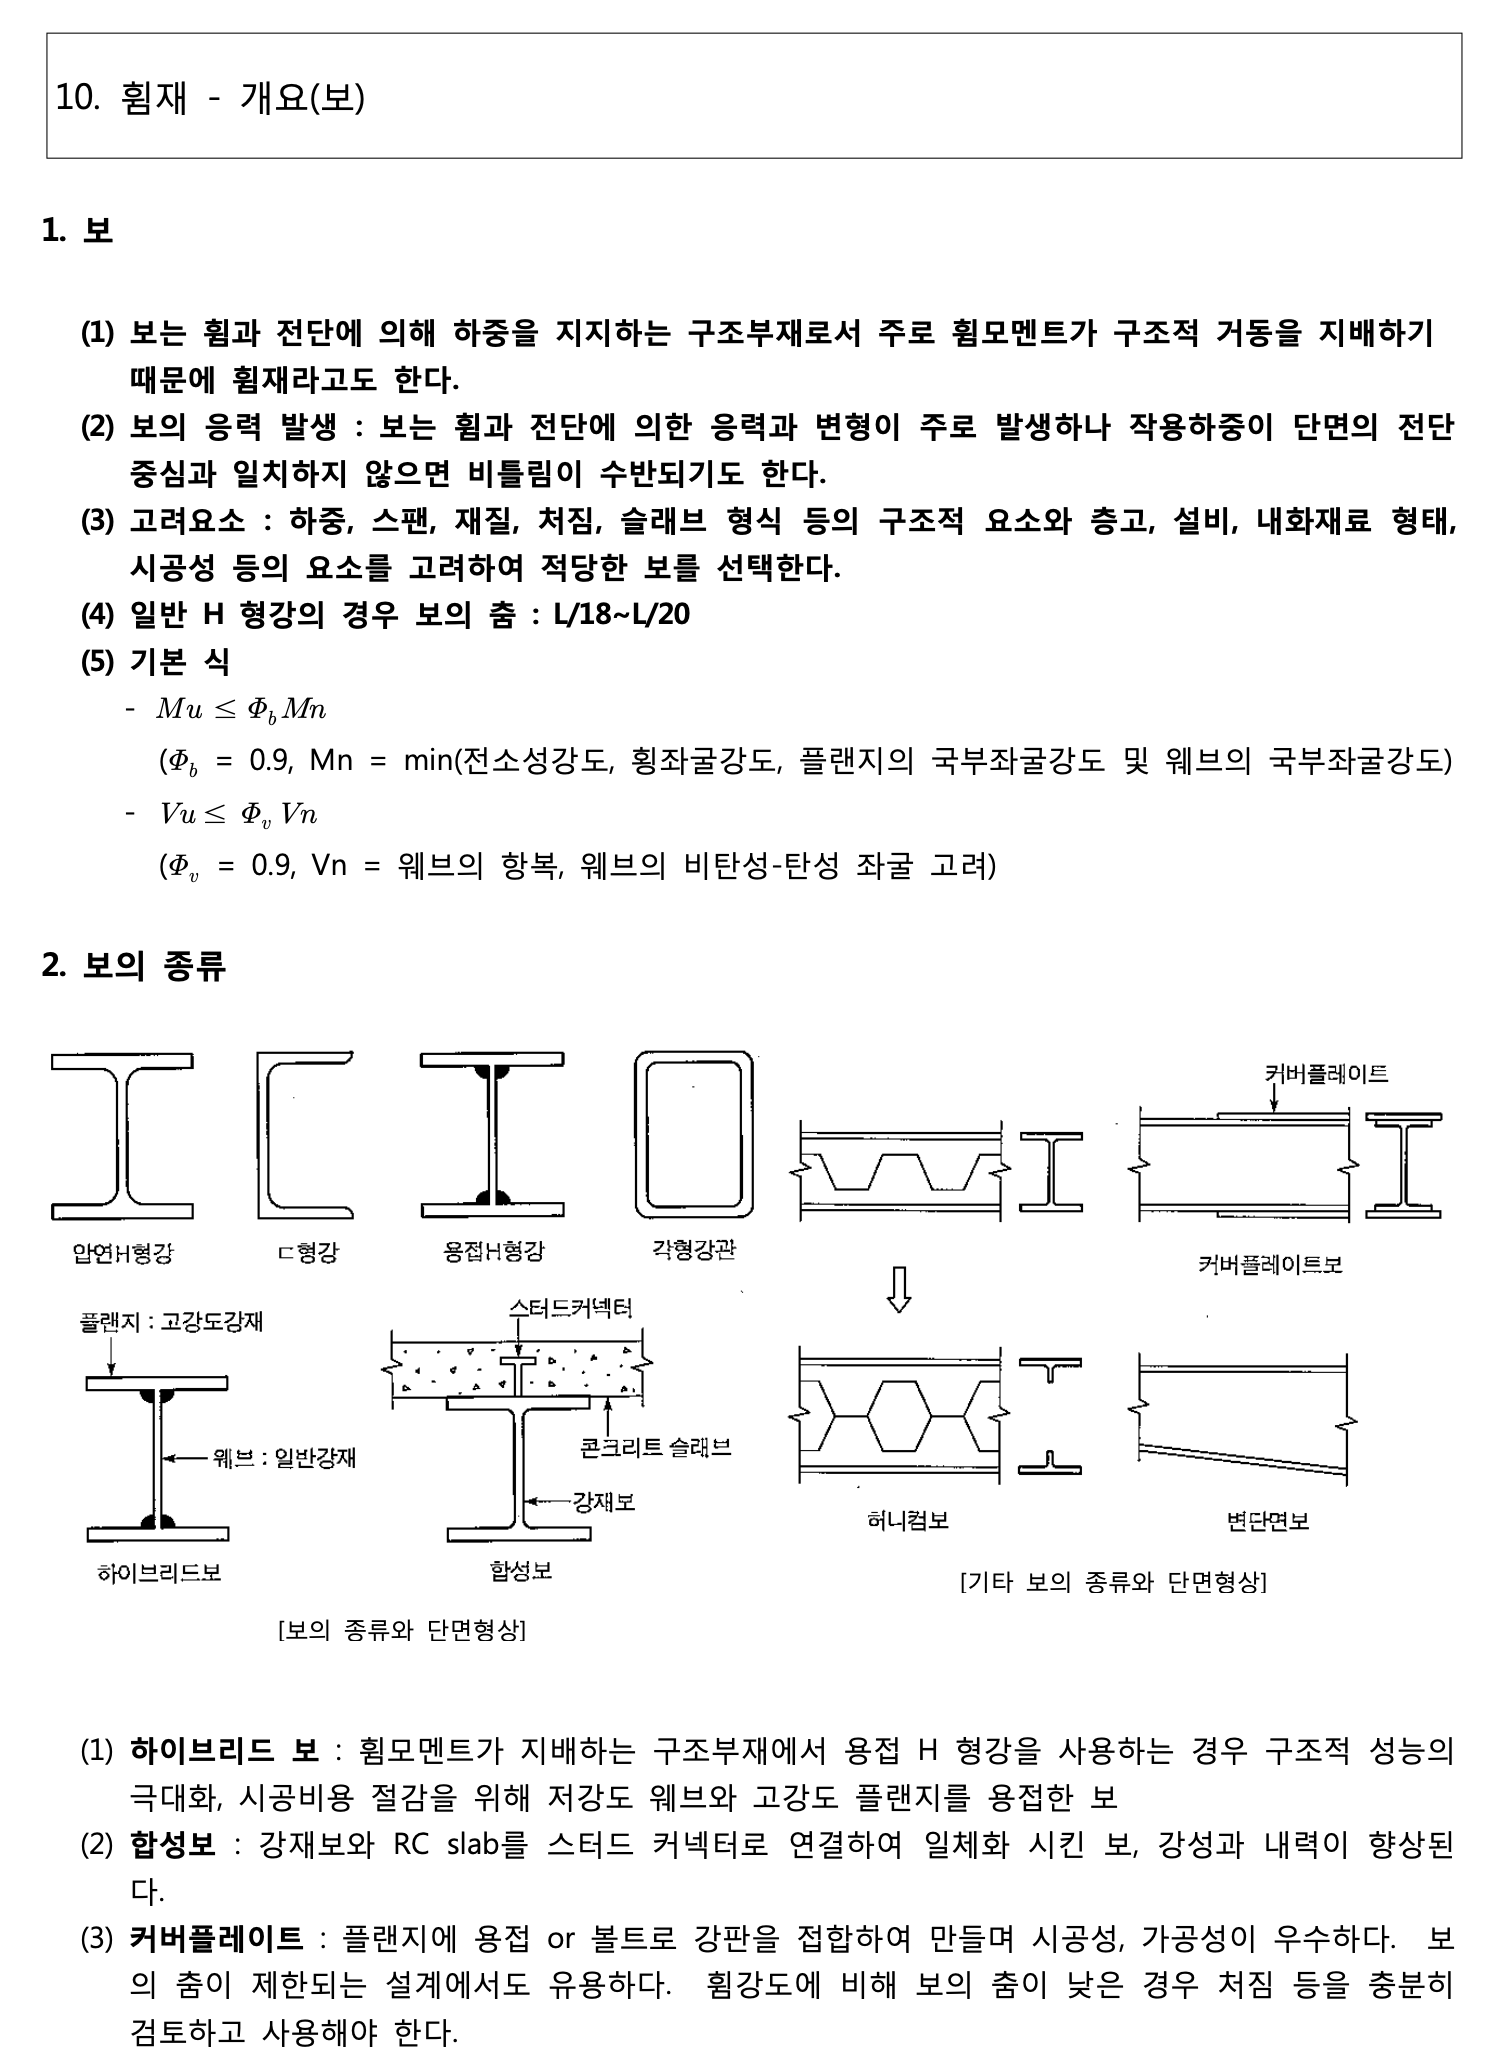 10. 휨재 - 개요(보)
1. 보
(1) 보는 휨과 전단에 의해 하중을 지지하는 구조부재로서 주로 휨모멘트가 구조적 거동을 지배하기
때문에 휨재라고도 한다.
(2) 보의 응력 발생 : 보는 휨과 전단에 의한 응력과 변형이 주로 발생하나 작용하중이 단면의 전단
중심과 일치하지 않으면 비틀림이 수반되기도 한다.
(3) 고려요소 : 하중, 스팬, 재질, 처짐, 슬래브 형식 등의 구조적 요소와 층고, 설비, 내화재료 형태,
시공성 등의 요소를 고려하여 적당한 보를 선택한다.
(4) 일반 H 형강의 경우 보의 춤 : L/18~L/20
(5) 기본 식
- Mu ≤ Φb Mn
(Φb = 0.9, Mn = min(전소성강도, 횡좌굴강도, 플랜지의 국부좌굴강도 및 웨브의 국부좌굴강도)
- Vu ≤ Φv Vn
(Φv = 0.9, Vn = 웨브의 항복, 웨브의 비탄성-탄성 좌굴 고려)
2. 보의 종류
커버플레이트
압연H형강
ㄷ형강
용접H형강
각형강관
커버플레이트보
플랜지 : 고강도강재
스터드커넥터
웨브 : 일반강재
콘크리트 슬래브
강재보
하이브리드보
합성보
허니컴보
변단면보
[기타 보의 종류와 단면형상]
[보의 종류와 단면형상]
(1) 하이브리드 보 : 휨모멘트가 지배하는 구조부재에서 용접 H 형강을 사용하는 경우 구조적 성능의
극대화, 시공비용 절감을 위해 저강도 웨브와 고강도 플랜지를 용접한 보
(2) 합성보 : 강재보와 RC slab를 스터드 커넥터로 연결하여 일체화 시킨 보, 강성과 내력이 향상된
다.
(3) 커버플레이트 : 플랜지에 용접 or 볼트로 강판을 접합하여 만들며 시공성, 가공성이 우수하다. 보
의 춤이 제한되는 설계에서도 유용하다. 휨강도에 비해 보의 춤이 낮은 경우 처짐 등을 충분히
검토하고 사용해야 한다.